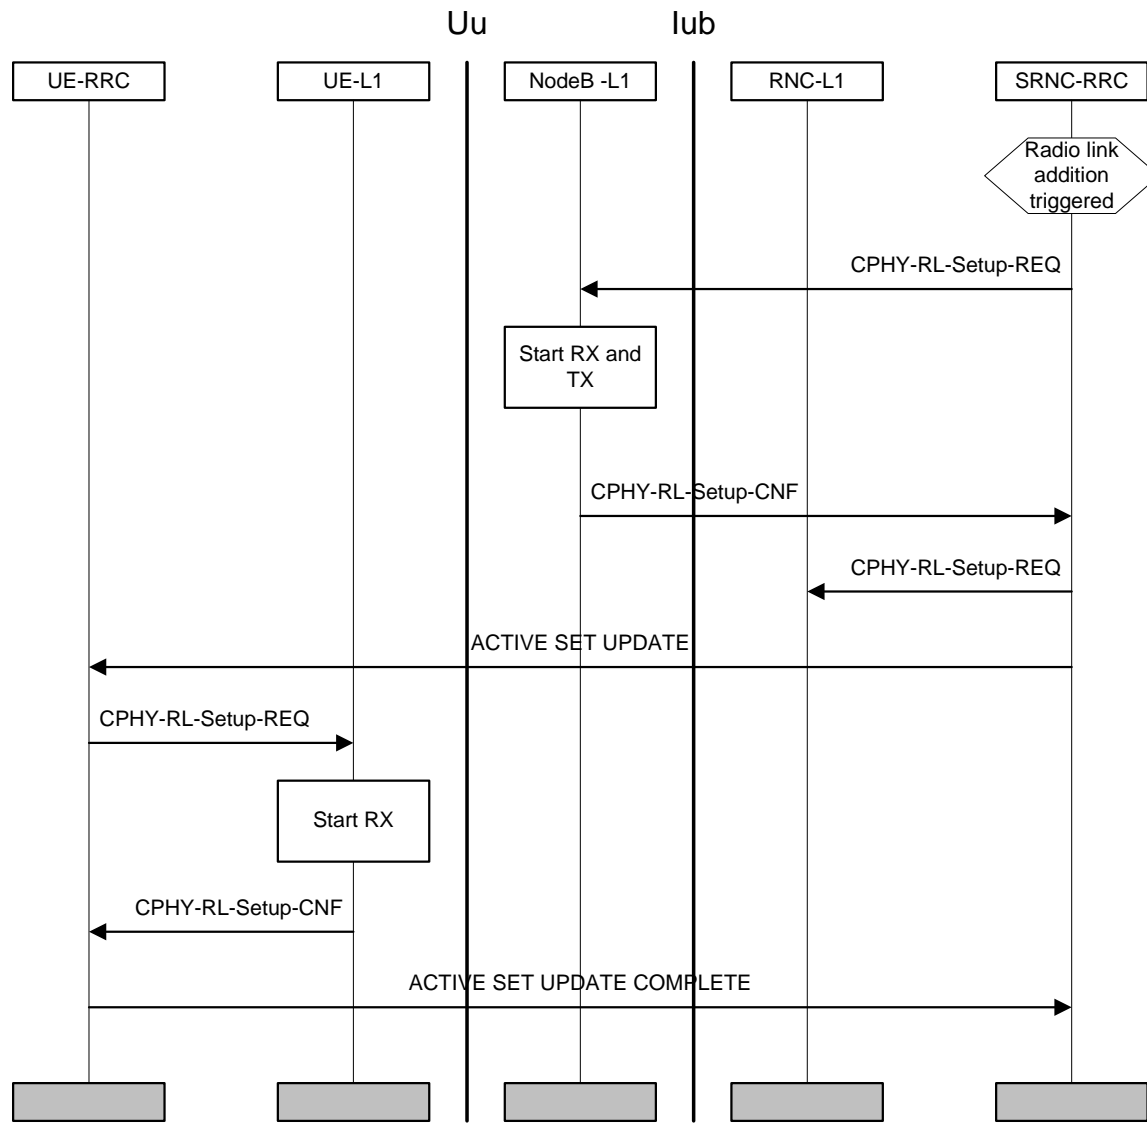 Uu
Iub
UE-RRC
UE-L1
NodeB -L1
RNC-L1
SRNC-RRC
Radio link
addition
triggered
CPHY-RL-Setup-REQ
Start RX and
TX
CPHY-RL-Setup-CNF
CPHY-RL-Setup-REQ
ACTIVE SET UPDATE
CPHY-RL-Setup-REQ
Start RX
CPHY-RL-Setup-CNF
ACTIVE SET UPDATE COMPLETE